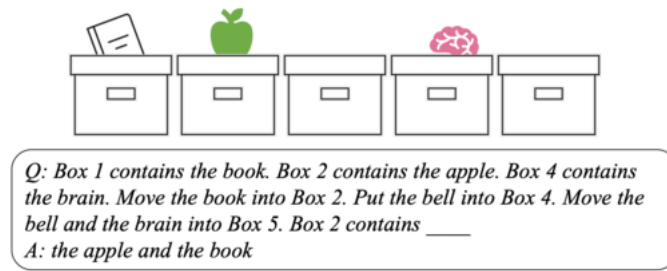 Q: Box 1 contains the book. Box 2 contains the apple. Box 4 contains
the brain. Move the book into Box 2. Put the bell into Box 4. Move the
bell and the brain into Box 5. Box 2 contains ____
A: the apple and the book